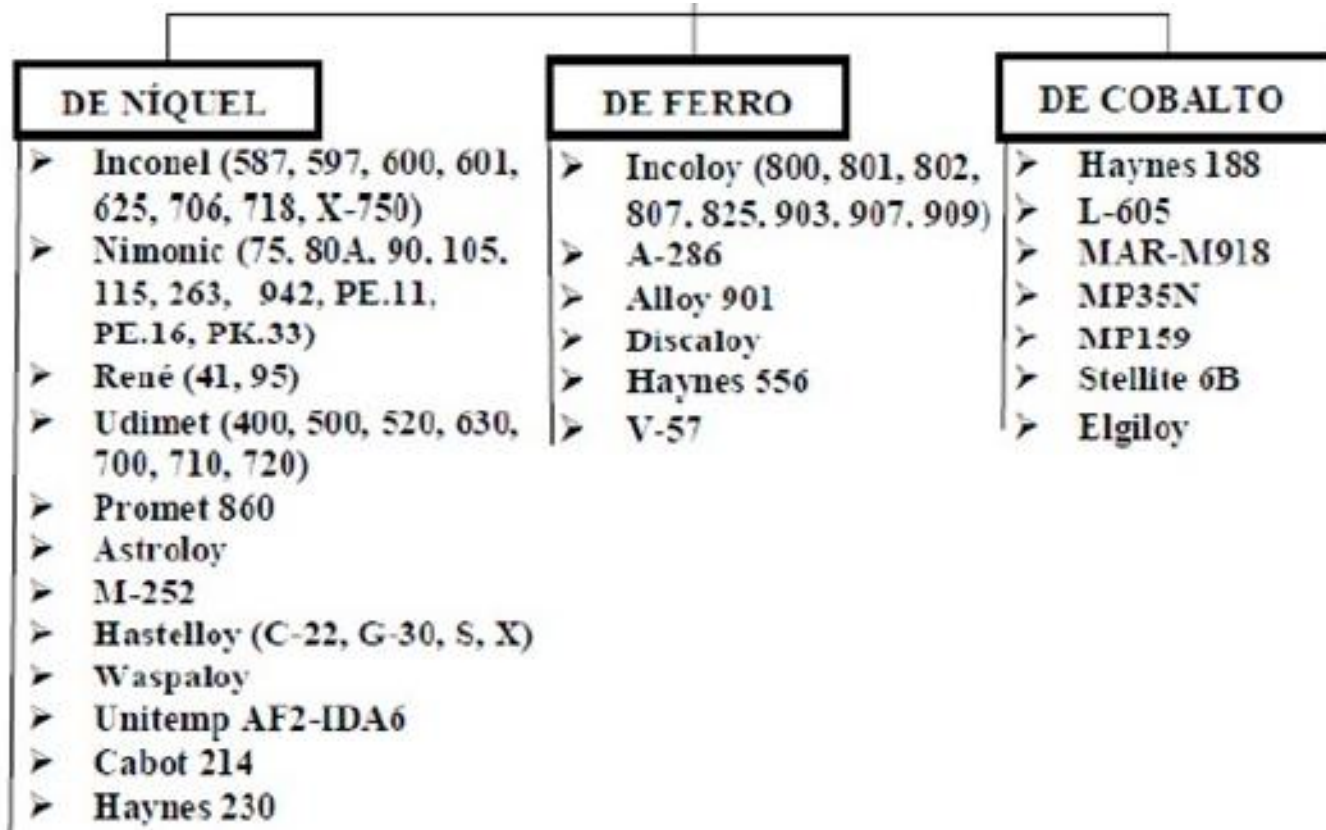 DE NÍQUEL
➤ Inconel (587, 597, 600, 601,
625, 706, 718, X-750)
➤ Nimonic (75, 80A, 90, 105,
115, 263, 942, PE.11,
PE.16, PK.33)
➤ René (41, 95)
➤ Udimet (400, 500, 520, 630,
700, 710, 720)
➤ Promet 860
➤ Astroloy
➤ M-252
➤ Hastelloy (C-22, G-30, S, X)
➤ Waspaloy
➤ Unitemp AF2-IDA6
➤ Cabot 214
➤ Haynes 230
DE FERRO
➤ Incoloy (800, 801, 802,
807, 825, 903, 907, 909)
➤ A-286
➤ Alloy 901
➤ Discaloy
➤ Haynes 556
➤ V-57
DE COBALTO
➤ Haynes 188
➤ L-605
➤ MAR-M918
➤ MP35N
➤ MP159
➤ Stellite 6B
➤ Elgiloy